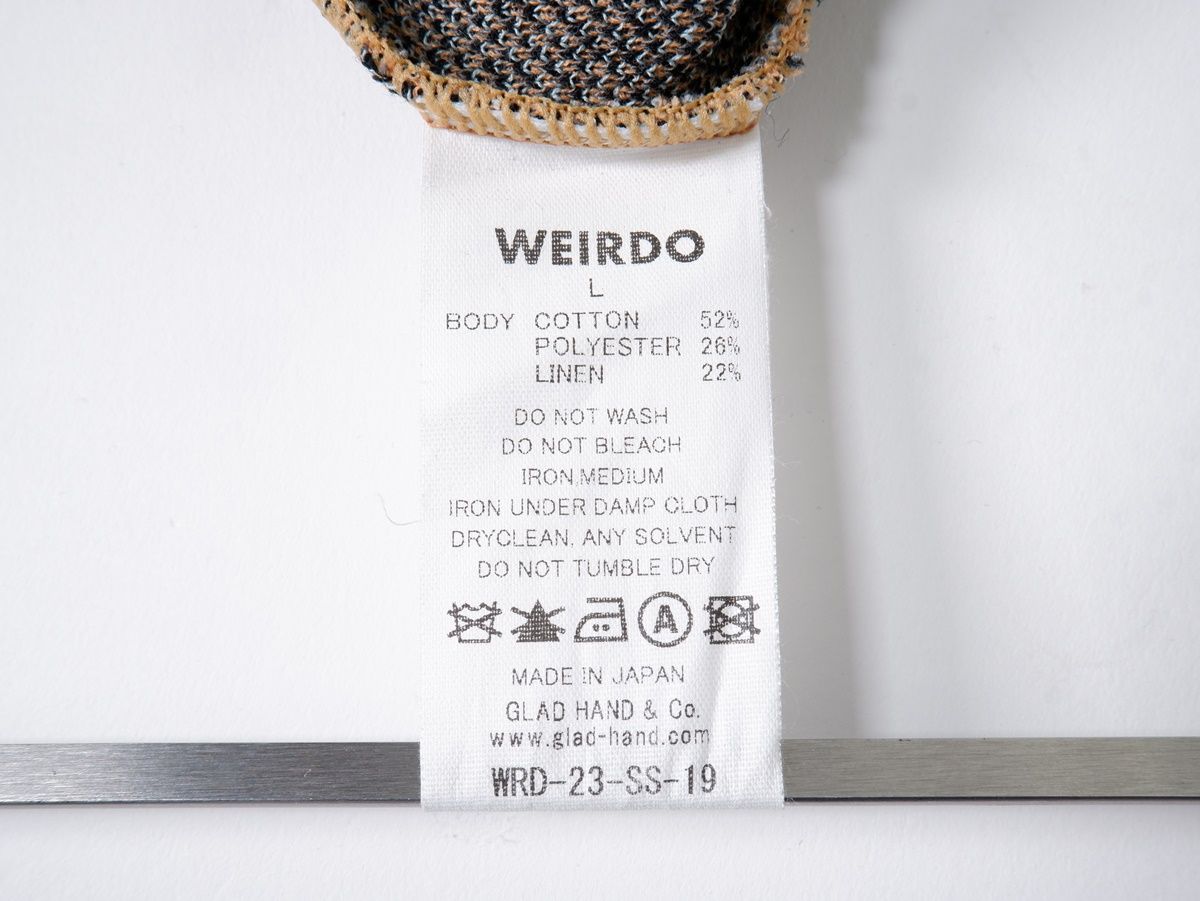 WEIRDO
L
BODY COTTON 52%
POLYESTER 26%
LINEN 22%
DO NOT WASH
DO NOT BLEACH
IRON,MEDIUM
IRON UNDER DAMP CLOTH
DRYCLEAN, ANY SOLVENT
DO NOT TUMBLE DRY
A
MADE IN JAPAN
GLAD HAND & Co.
www.glad-hand.com
WRD-23-SS-19